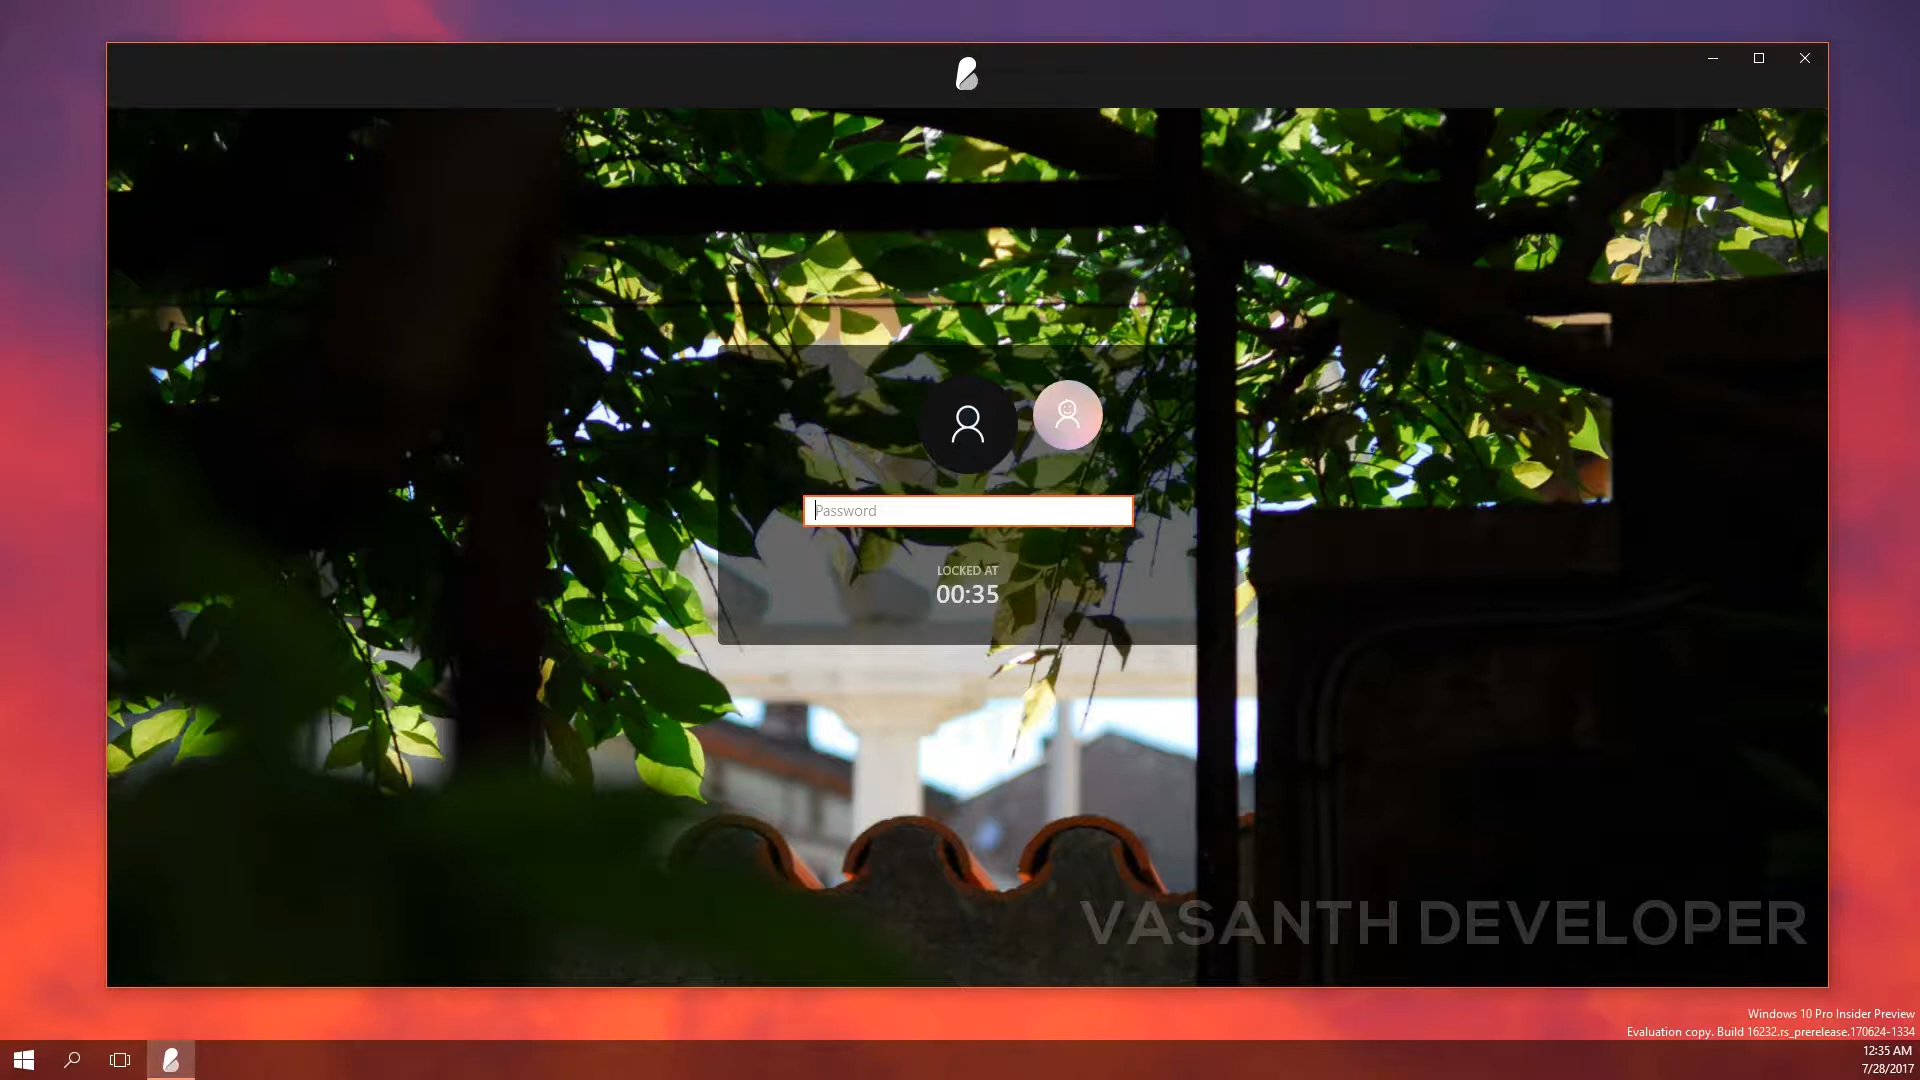 Password
LOCKED AT
00:35
VASANTH DEVELOPER
Windows 10 Pro Insider Preview
Evaluation copy. Build 16232.rs_prerelease.170624-1334
12:35 AM
7/28/2017